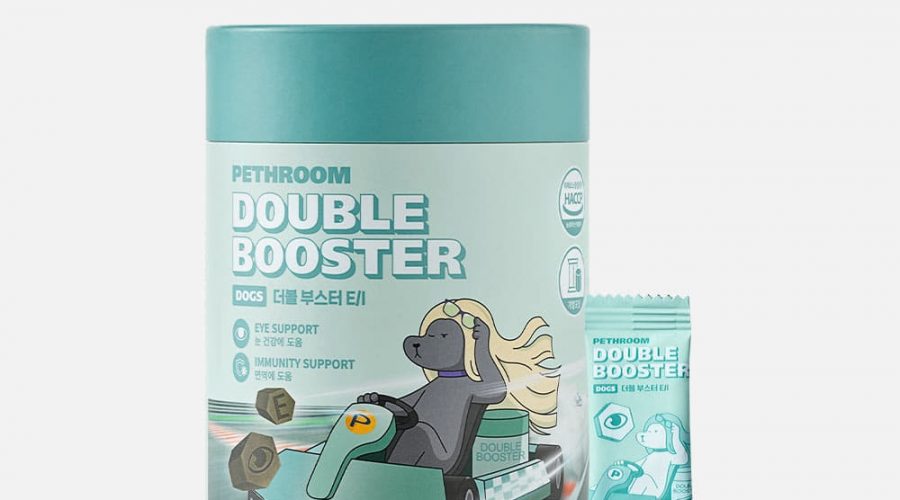 PETHROOM
DOUBLE
BOOSTER
DOGS 더블 부스터 E/I
EYE SUPPORT
눈 건강에 도움
IMMUNITY SUPPORT
면역에 도움
HACCP
E
P
DOUBLE
BOOSTER
PETHROOM
DOUBLE
BOOSTER
DOGS 더블 부스터 E/I